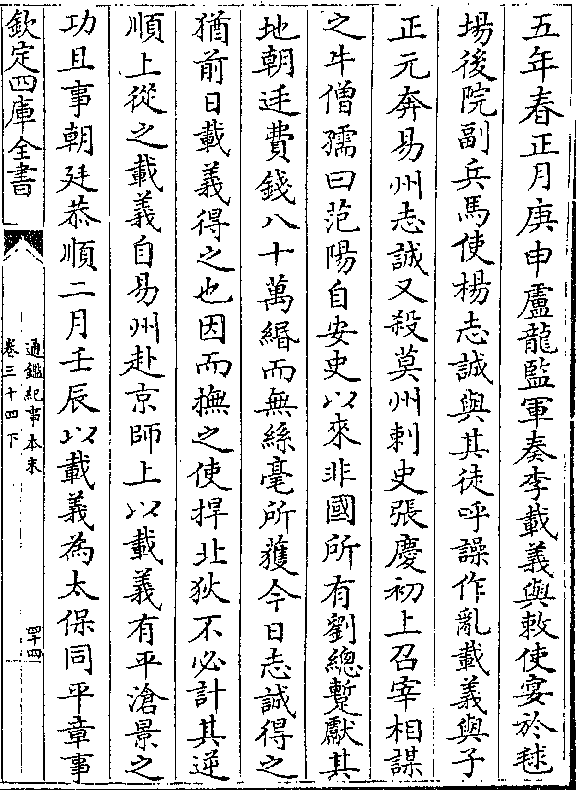 五年春正月庚申盧龍監軍奏李載義與敕使宴於毬
場後院副兵馬使楊志誠與其徒呼譟作亂載義與子
正元奔易州志誠又殺莫州刺史張慶初上召宰相謀
之牛僧孺曰范陽自安史以來非國所有劉總暫獻其
地朝廷費錢八十萬緡而無絲毫所獲今日志誠得之
猶前日載義得之也因而撫之使捍北狄不必計其逆
順上從之載義自易州赴京師上以載義有平滄景之
功且事朝廷恭順二月壬辰以載義為太保同平章事
欽定四庫全書
通鑑紀事本末
卷三十四下
四十四